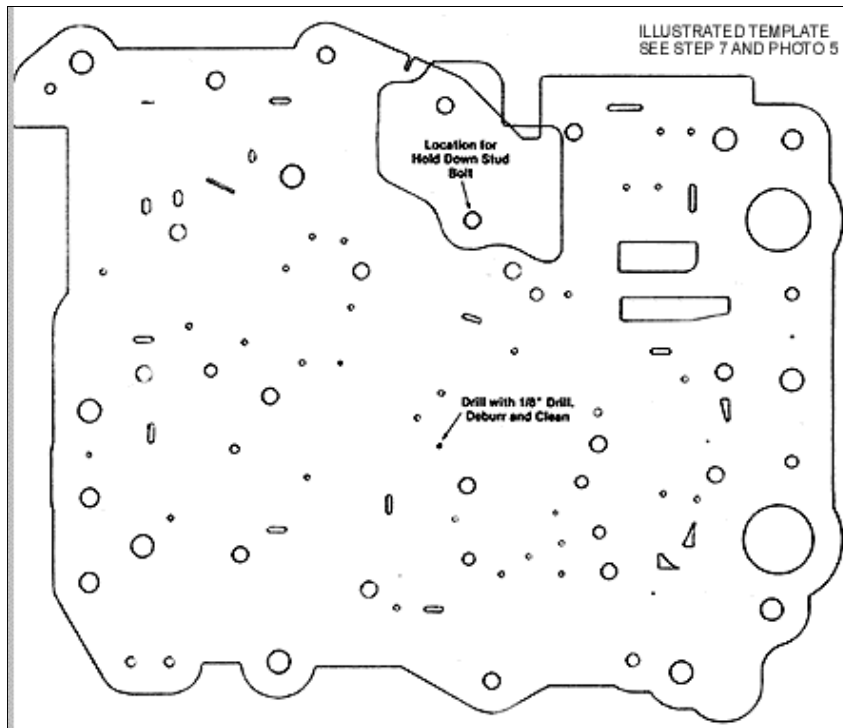 ILLUSTRATED TEMPLATE
SEE STEP 7 AND PHOTO 5
Location for
Hold Down Stud
Bolt
Drill with 1/8" Drill,
Deburr and Clean